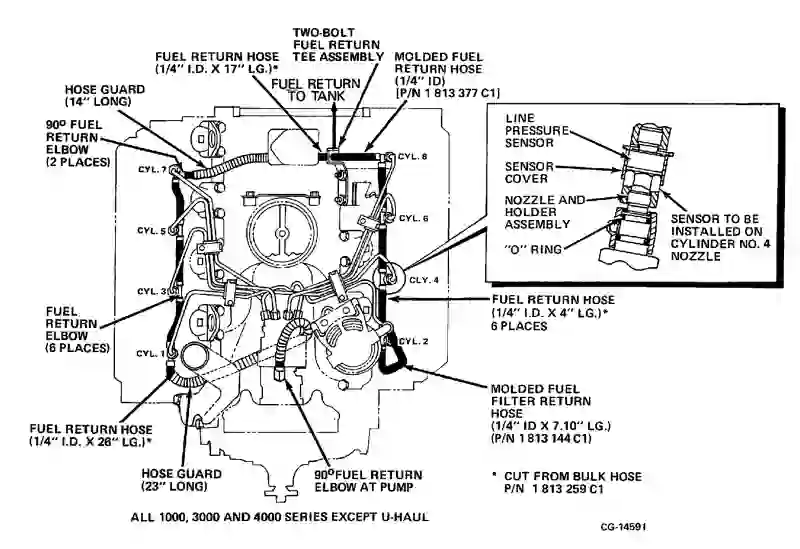 TWO-BOLT
FUEL RETURN
TEE ASSEMBLY
FUEL RETURN HOSE
(1/4" I.D. X 17" LG.)*
MOLDED FUEL
RETURN HOSE
(1/4" ID)
[P/N 1 813 377 C1)
FUEL RETURN
TO TANK
HOSE GUARD
(14" LONG)
90º FUEL
RETURN
ELBOW
(2 PLACES)
CYL. 7
CYL. 8
CYL. 5
CYL. 6
CYL. 3
CLY. 4
CYL. 1
CYL. 2
LINE
PRESSURE
SENSOR
SENSOR
COVER
NOZZLE AND
HOLDER
ASSEMBLY
"O" RING
SENSOR TO BE
INSTALLED ON
CYLINDER NO. 4
NOZZLE
FUEL
RETURN
ELBOW
(6 PLACES)
FUEL RETURN HOSE
(1/4" I.D. X 4" LG.)*
6 PLACES
MOLDED FUEL
FILTER RETURN
HOSE
(1/4" ID X 7.10" LG.)
(P/N 1 813 144 C1)
FUEL RETURN HOSE
(1/4" I.D. X 26" LG.)*
HOSE GUARD
(23" LONG)
90º FUEL RETURN
ELBOW AT PUMP
* CUT FROM BULK HOSE
P/N 1 813 259 C1
ALL 1000, 3000 AND 4000 SERIES EXCEPT U-HAUL
CG-14591